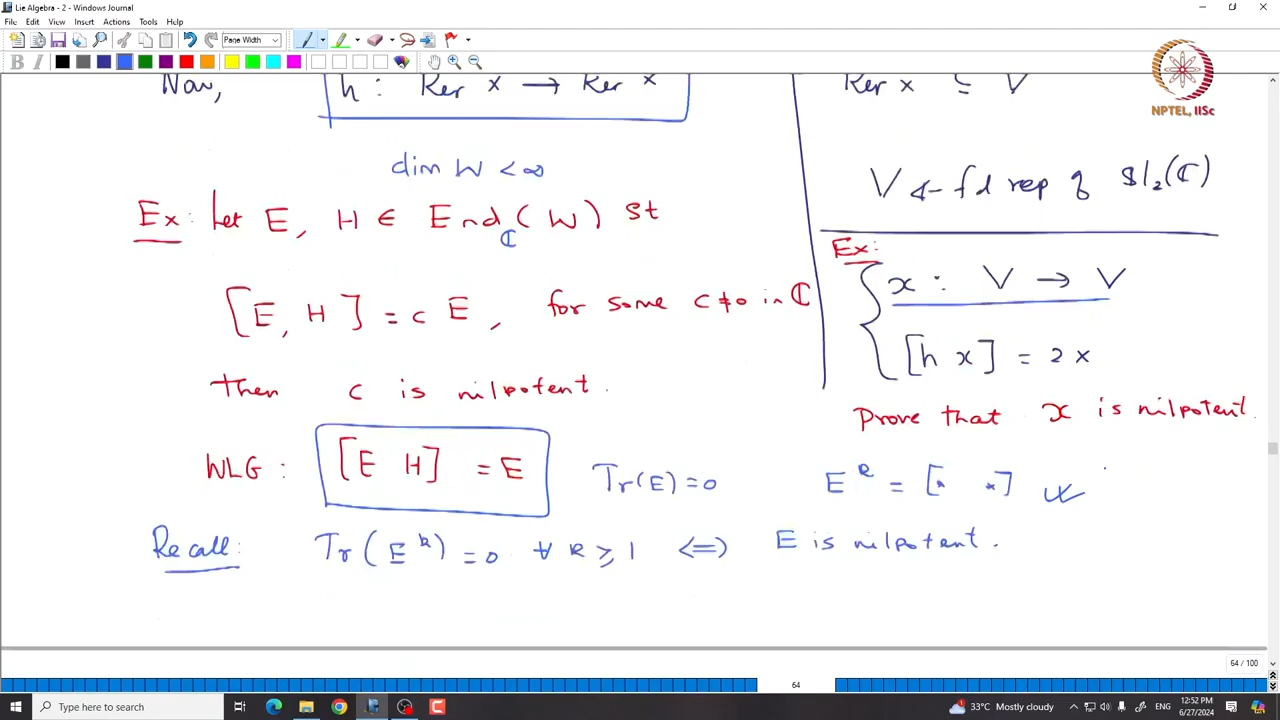 Lie Algebra - 2 - Windows Journal
File Edit View Insert Actions Tools Help
Page Width
B I
NPTEL, IISc
Now, h : Ker x → Ker x
dim W < ∞
Ex: Let E, H ∈ End_ℂ(W) st
[E, H] = c E, for some c ≠ 0 in ℂ
then c is nilpotent.
WLG : [E H] = E Tr(E) = 0 E^k = [* *]
Recall: Tr(E^k) = 0 ∀ k ≥ 1 ⟺ E is nilpotent.
Ker x ⊆ V
V ← fd rep of sl₂(ℂ)
Ex:
x : V → V
[h x] = 2x
Prove that x is nilpotent.
64 / 100
64
Type here to search
33°C Mostly cloudy
12:52 PM
6/27/2024